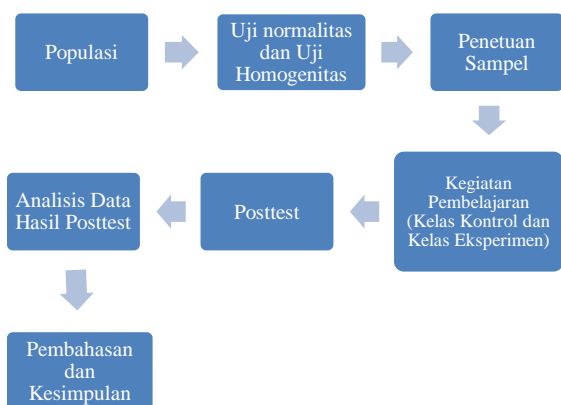 Populasi
Uji normalitas
dan Uji
Homogenitas
Penetuan
Sampel
Kegiatan
Pembelajaran
(Kelas Kontrol dan
Kelas Eksperimen)
Posttest
Analisis Data
Hasil Posttest
Pembahasan
dan
Kesimpulan